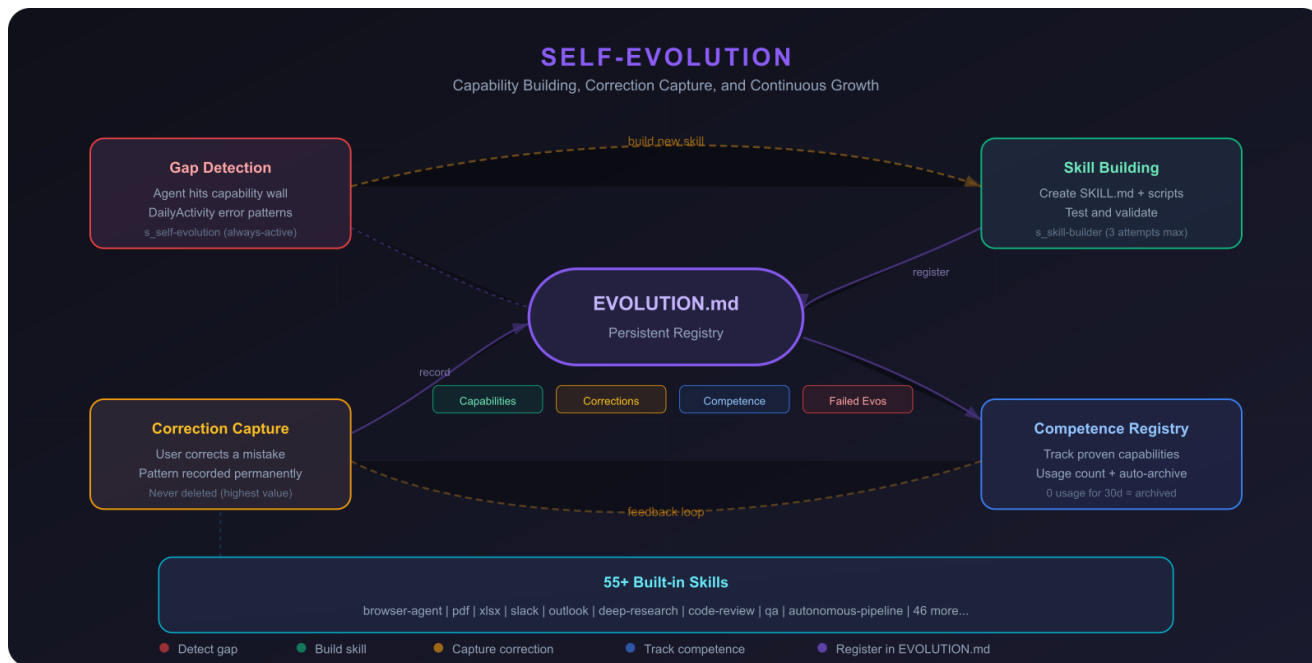 SELF-EVOLUTION
Capability Building, Correction Capture, and Continuous Growth
build new skill
Gap Detection
Agent hits capability wall
DailyActivity error patterns
s_self-evolution (always-active)
Skill Building
Create SKILL.md + scripts
Test and validate
s_skill-builder (3 attempts max)
register
EVOLUTION.md
Persistent Registry
record
Capabilities
Corrections
Competence
Failed Evos
Correction Capture
User corrects a mistake
Pattern recorded permanently
Never deleted (highest value)
Competence Registry
Track proven capabilities
Usage count + auto-archive
0 usage for 30d = archived
feedback loop
55+ Built-in Skills
browser-agent | pdf | xlsx | slack | outlook | deep-research | code-review | qa | autonomous-pipeline | 46 more...
Detect gap
Build skill
Capture correction
Track competence
Register in EVOLUTION.md